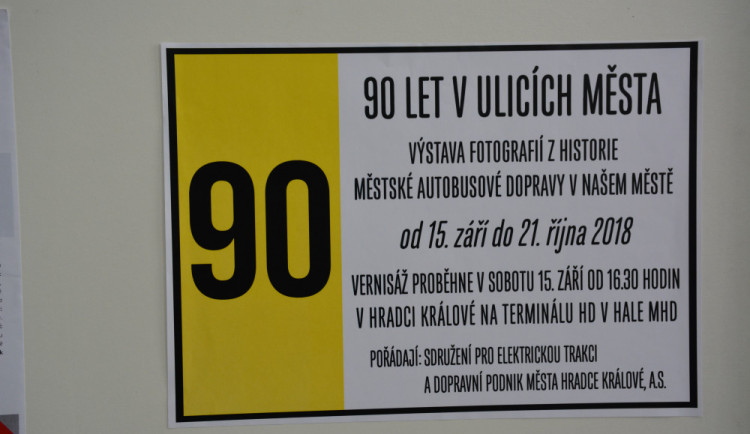 90
90 LET V ULICÍCH MĚSTA
VÝSTAVA FOTOGRAFIÍ Z HISTORIE
MĚSTSKÉ AUTOBUSOVÉ DOPRAVY V NAŠEM MĚSTĚ
od 15. září do 21. října 2018
VERNISÁŽ PROBĚHNE V SOBOTU 15. ZÁŘÍ OD 16.30 HODIN
V HRADCI KRÁLOVÉ NA TERMINÁLU HD V HALE MHD
POŘÁDAJÍ: SDRUŽENÍ PRO ELEKTRICKOU TRAKCI
A DOPRAVNÍ PODNIK MĚSTA HRADCE KRÁLOVÉ, A.S.